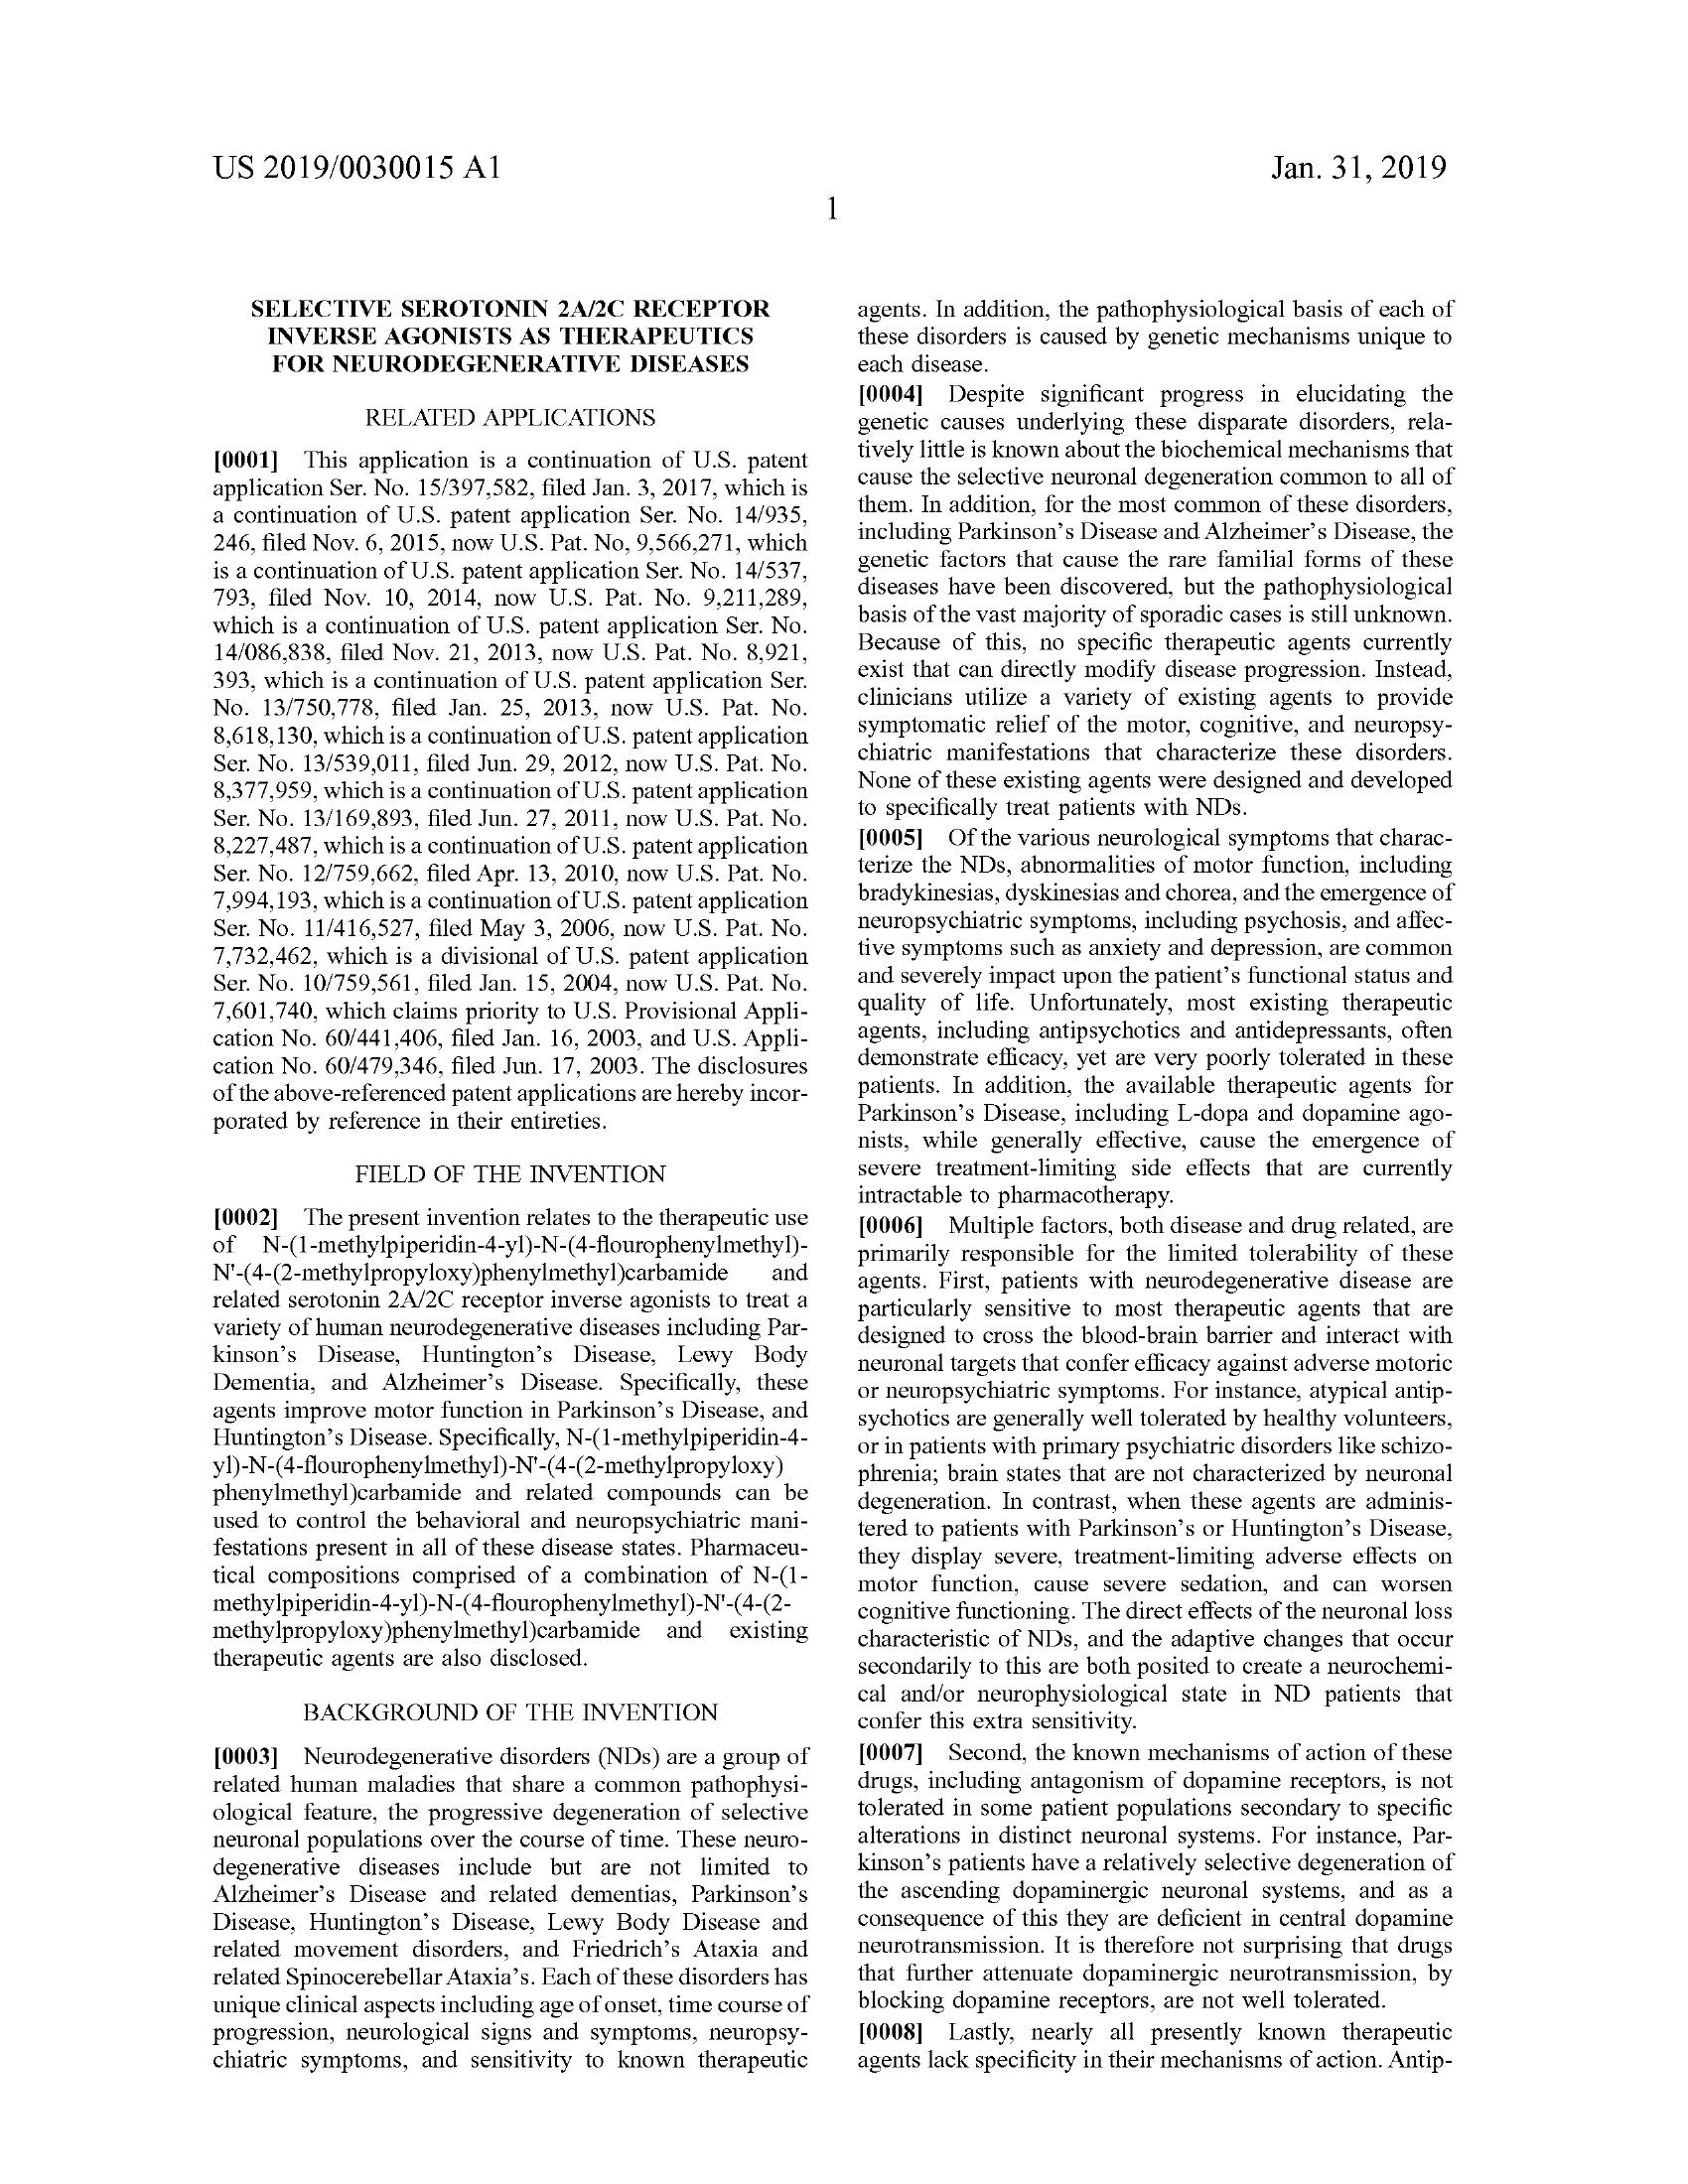 US 2019/0030015 A1
Jan. 31, 2019
1
SELECTIVE SEROTONIN 2A/2C RECEPTOR
INVERSE AGONISTS AS THERAPEUTICS
FOR NEURODEGENERATIVE DISEASES
RELATED APPLICATIONS
[0001] This application is a continuation of U.S. patent
application Ser. No. 15/397,582, filed Jan. 3, 2017, which is
a continuation of U.S. patent application Ser. No. 14/935,
246, filed Nov. 6, 2015, now U.S. Pat. No, 9,566,271, which
is a continuation of U.S. patent application Ser. No. 14/537,
793, filed Nov. 10, 2014, now U.S. Pat. No. 9,211,289,
which is a continuation of U.S. patent application Ser. No.
14/086,838, filed Nov. 21, 2013, now U.S. Pat. No. 8,921,
393, which is a continuation of U.S. patent application Ser.
No. 13/750,778, filed Jan. 25, 2013, now U.S. Pat. No.
8,618,130, which is a continuation of U.S. patent application
Ser. No. 13/539,011, filed Jun. 29, 2012, now U.S. Pat. No.
8,377,959, which is a continuation of U.S. patent application
Ser. No. 13/169,893, filed Jun. 27, 2011, now U.S. Pat. No.
8,227,487, which is a continuation of U.S. patent application
Ser. No. 12/759,662, filed Apr. 13, 2010, now U.S. Pat. No.
7,994,193, which is a continuation of U.S. patent application
Ser. No. 11/416,527, filed May 3, 2006, now U.S. Pat. No.
7,732,462, which is a divisional of U.S. patent application
Ser. No. 10/759,561, filed Jan. 15, 2004, now U.S. Pat. No.
7,601,740, which claims priority to U.S. Provisional Appli-
cation No. 60/441,406, filed Jan. 16, 2003, and U.S. Appli-
cation No. 60/479,346, filed Jun. 17, 2003. The disclosures
of the above-referenced patent applications are hereby incor-
porated by reference in their entireties.
FIELD OF THE INVENTION
[0002] The present invention relates to the therapeutic use
of N-(1-methylpiperidin-4-yl)-N-(4-flourophenylmethyl)-
N'-(4-(2-methylpropyloxy)phenylmethyl)carbamide and
related serotonin 2A/2C receptor inverse agonists to treat a
variety of human neurodegenerative diseases including Par-
kinson's Disease, Huntington's Disease, Lewy Body
Dementia, and Alzheimer's Disease. Specifically, these
agents improve motor function in Parkinson's Disease, and
Huntington's Disease. Specifically, N-(1-methylpiperidin-4-
yl)-N-(4-flourophenylmethyl)-N'-(4-(2-methylpropyloxy)
phenylmethyl)carbamide and related compounds can be
used to control the behavioral and neuropsychiatric mani-
festations present in all of these disease states. Pharmaceu-
tical compositions comprised of a combination of N-(1-
methylpiperidin-4-yl)-N-(4-flourophenylmethyl)-N'-(4-(2-
methylpropyloxy)phenylmethyl)carbamide and existing
therapeutic agents are also disclosed.
BACKGROUND OF THE INVENTION
[0003] Neurodegenerative disorders (NDs) are a group of
related human maladies that share a common pathophysi-
ological feature, the progressive degeneration of selective
neuronal populations over the course of time. These neuro-
degenerative diseases include but are not limited to
Alzheimer's Disease and related dementias, Parkinson's
Disease, Huntington's Disease, Lewy Body Disease and
related movement disorders, and Friedrich's Ataxia and
related Spinocerebellar Ataxia's. Each of these disorders has
unique clinical aspects including age of onset, time course of
progression, neurological signs and symptoms, neuropsy-
chiatric symptoms, and sensitivity to known therapeutic
agents. In addition, the pathophysiological basis of each of
these disorders is caused by genetic mechanisms unique to
each disease.
[0004] Despite significant progress in elucidating the
genetic causes underlying these disparate disorders, rela-
tively little is known about the biochemical mechanisms that
cause the selective neuronal degeneration common to all of
them. In addition, for the most common of these disorders,
including Parkinson's Disease and Alzheimer's Disease, the
genetic factors that cause the rare familial forms of these
diseases have been discovered, but the pathophysiological
basis of the vast majority of sporadic cases is still unknown.
Because of this, no specific therapeutic agents currently
exist that can directly modify disease progression. Instead,
clinicians utilize a variety of existing agents to provide
symptomatic relief of the motor, cognitive, and neuropsy-
chiatric manifestations that characterize these disorders.
None of these existing agents were designed and developed
to specifically treat patients with NDs.
[0005] Of the various neurological symptoms that charac-
terize the NDs, abnormalities of motor function, including
bradykinesias, dyskinesias and chorea, and the emergence of
neuropsychiatric symptoms, including psychosis, and affec-
tive symptoms such as anxiety and depression, are common
and severely impact upon the patient's functional status and
quality of life. Unfortunately, most existing therapeutic
agents, including antipsychotics and antidepressants, often
demonstrate efficacy, yet are very poorly tolerated in these
patients. In addition, the available therapeutic agents for
Parkinson's Disease, including L-dopa and dopamine ago-
nists, while generally effective, cause the emergence of
severe treatment-limiting side effects that are currently
intractable to pharmacotherapy.
[0006] Multiple factors, both disease and drug related, are
primarily responsible for the limited tolerability of these
agents. First, patients with neurodegenerative disease are
particularly sensitive to most therapeutic agents that are
designed to cross the blood-brain barrier and interact with
neuronal targets that confer efficacy against adverse motoric
or neuropsychiatric symptoms. For instance, atypical antip-
sychotics are generally well tolerated by healthy volunteers,
or in patients with primary psychiatric disorders like schizo-
phrenia; brain states that are not characterized by neuronal
degeneration. In contrast, when these agents are adminis-
tered to patients with Parkinson's or Huntington's Disease,
they display severe, treatment-limiting adverse effects on
motor function, cause severe sedation, and can worsen
cognitive functioning. The direct effects of the neuronal loss
characteristic of NDs, and the adaptive changes that occur
secondarily to this are both posited to create a neurochemi-
cal and/or neurophysiological state in ND patients that
confer this extra sensitivity.
[0007] Second, the known mechanisms of action of these
drugs, including antagonism of dopamine receptors, is not
tolerated in some patient populations secondary to specific
alterations in distinct neuronal systems. For instance, Par-
kinson's patients have a relatively selective degeneration of
the ascending dopaminergic neuronal systems, and as a
consequence of this they are deficient in central dopamine
neurotransmission. It is therefore not surprising that drugs
that further attenuate dopaminergic neurotransmission, by
blocking dopamine receptors, are not well tolerated.
[0008] Lastly, nearly all presently known therapeutic
agents lack specificity in their mechanisms of action. Antip-